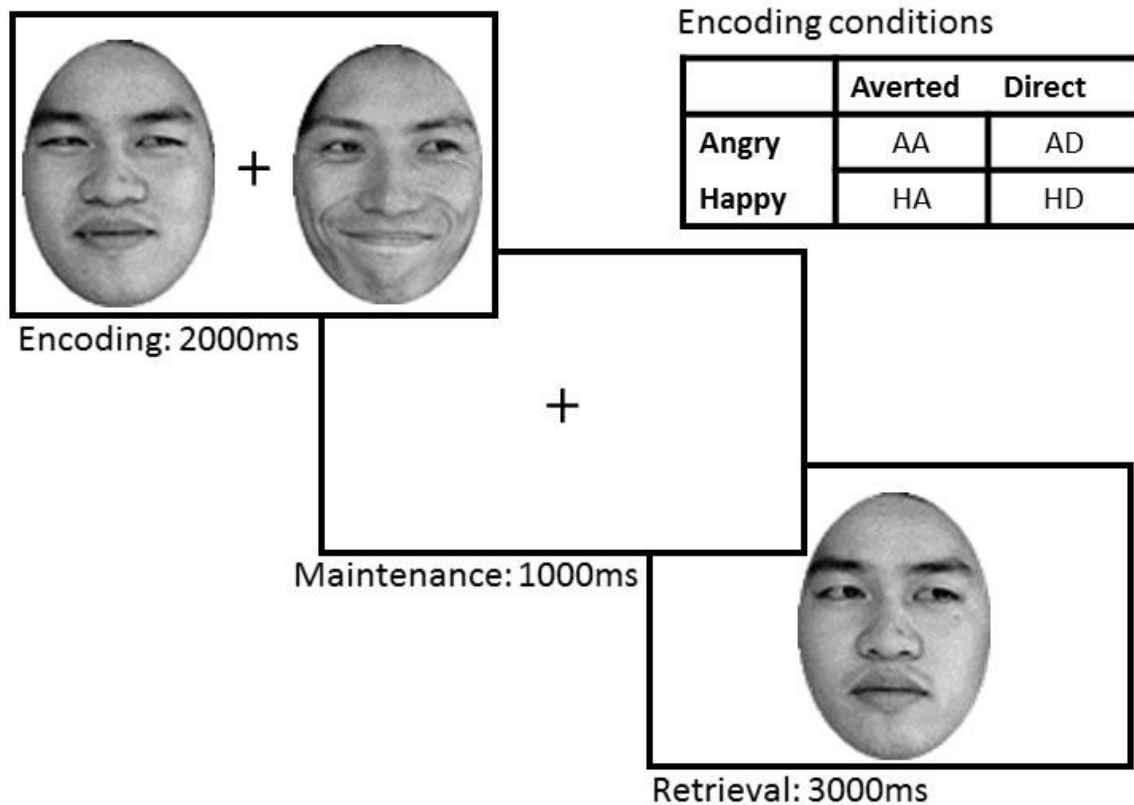 Encoding conditions
Averted Direct
Angry AA AD
Happy HA HD
+
Encoding: 2000ms
+
Maintenance: 1000ms
Retrieval: 3000ms